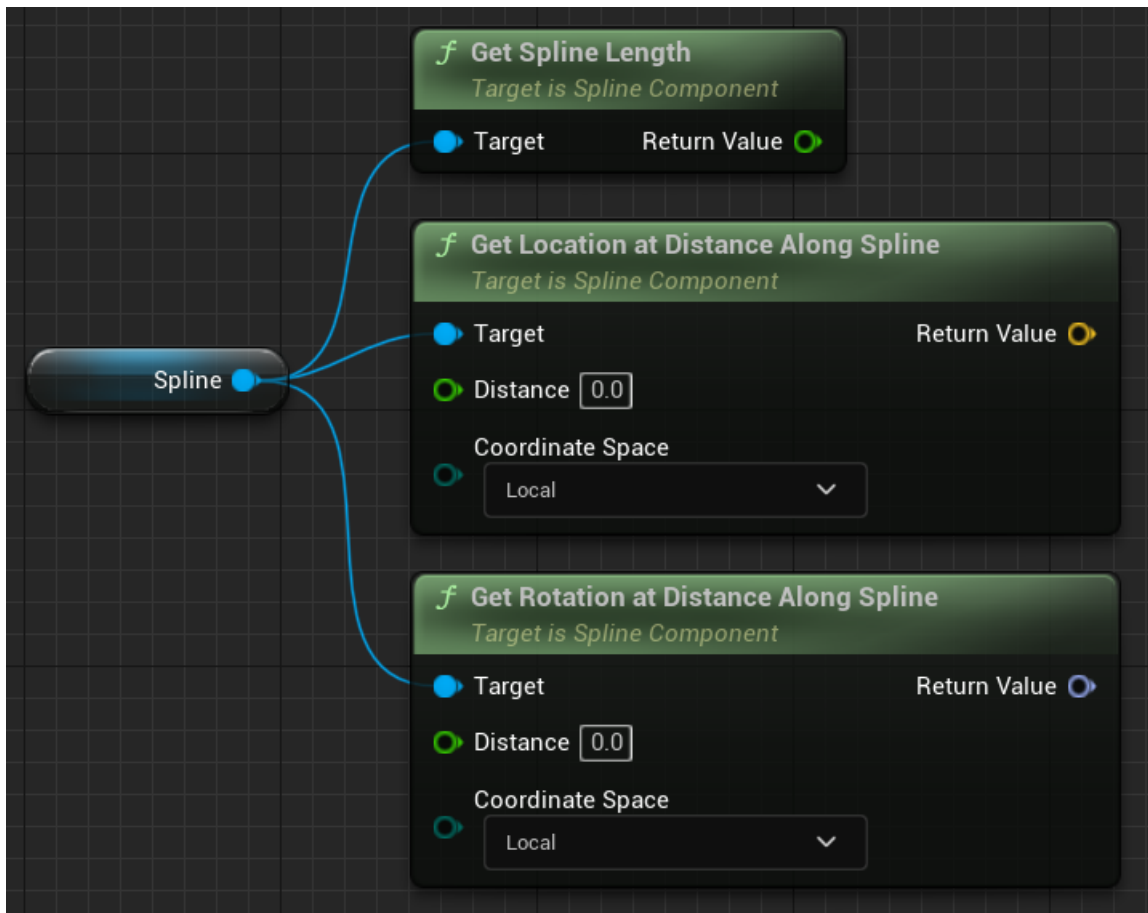 Get Spline Length
Target is Spline Component
Target Return Value
Get Location at Distance Along Spline
Target is Spline Component
Target Return Value
Spline
Distance 0.0
Coordinate Space
Local
Get Rotation at Distance Along Spline
Target is Spline Component
Target Return Value
Distance 0.0
Coordinate Space
Local